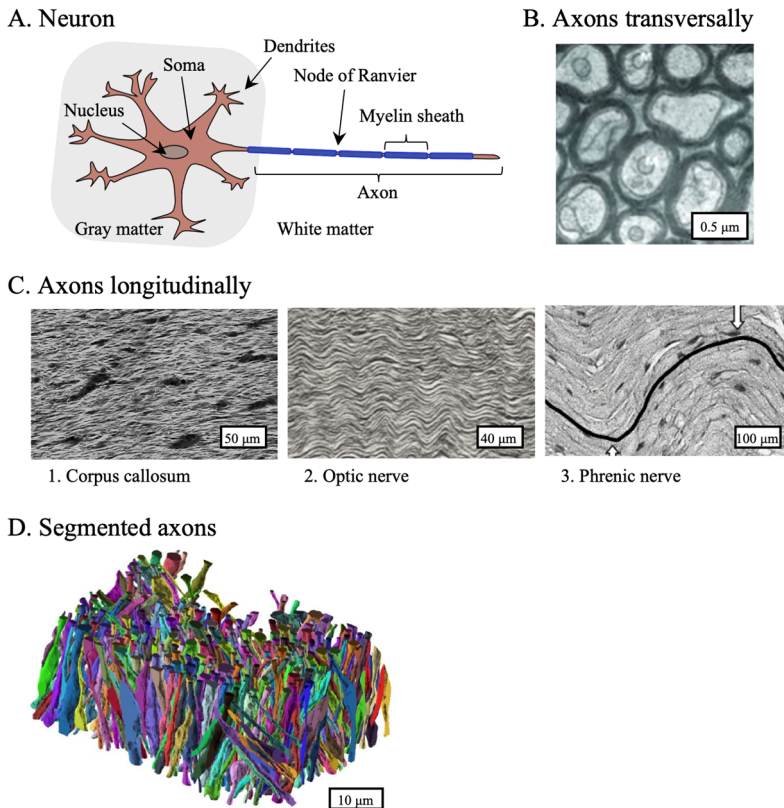 A. Neuron
Dendrites
Soma
Node of Ranvier
Nucleus
Myelin sheath
Axon
Gray matter
White matter
B. Axons transversally
0.5 μm
C. Axons longitudinally
50 μm
40 μm
100 μm
1. Corpus callosum
2. Optic nerve
3. Phrenic nerve
D. Segmented axons
10 μm